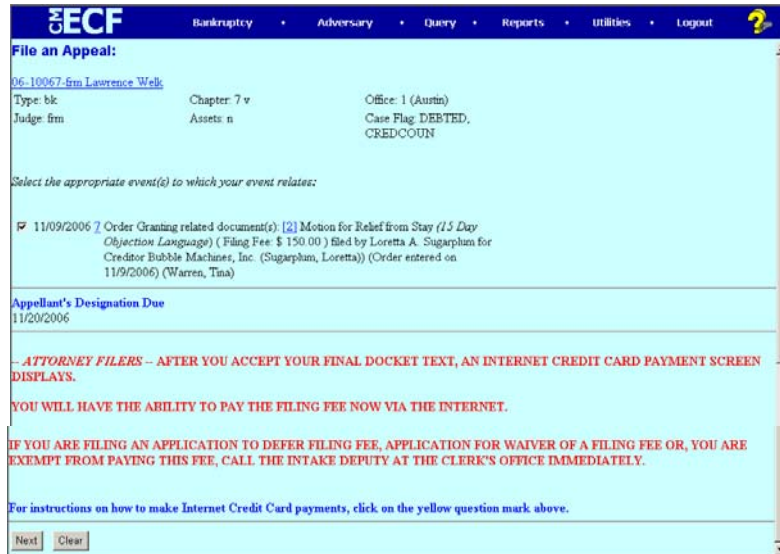 CM ECF Bankruptcy • Adversary • Query • Reports • Utilities • Logout ?
File an Appeal:
06-10067-frm Lawrence Welk
Type: bk Chapter: 7 v Office: 1 (Austin)
Judge: frm Assets: n Case Flag: DEBTED,
CREDCOUN
Select the appropriate event(s) to which your event relates:
11/09/2006 7 Order Granting related document(s): [2] Motion for Relief from Stay (15 Day
Objection Language) ( Filing Fee: $ 150.00 ) filed by Loretta A. Sugarplum for
Creditor Bubble Machines, Inc. (Sugarplum, Loretta)) (Order entered on
11/9/2006) (Warren, Tina)
Appellant's Designation Due
11/20/2006
-- ATTORNEY FILERS -- AFTER YOU ACCEPT YOUR FINAL DOCKET TEXT, AN INTERNET CREDIT CARD PAYMENT SCREEN
DISPLAYS.
YOU WILL HAVE THE ABILITY TO PAY THE FILING FEE NOW VIA THE INTERNET.
IF YOU ARE FILING AN APPLICATION TO DEFER FILING FEE, APPLICATION FOR WAIVER OF A FILING FEE OR, YOU ARE
EXEMPT FROM PAYING THIS FEE, CALL THE INTAKE DEPUTY AT THE CLERK'S OFFICE IMMEDIATELY.
For instructions on how to make Internet Credit Card payments, click on the yellow question mark above.
Next Clear